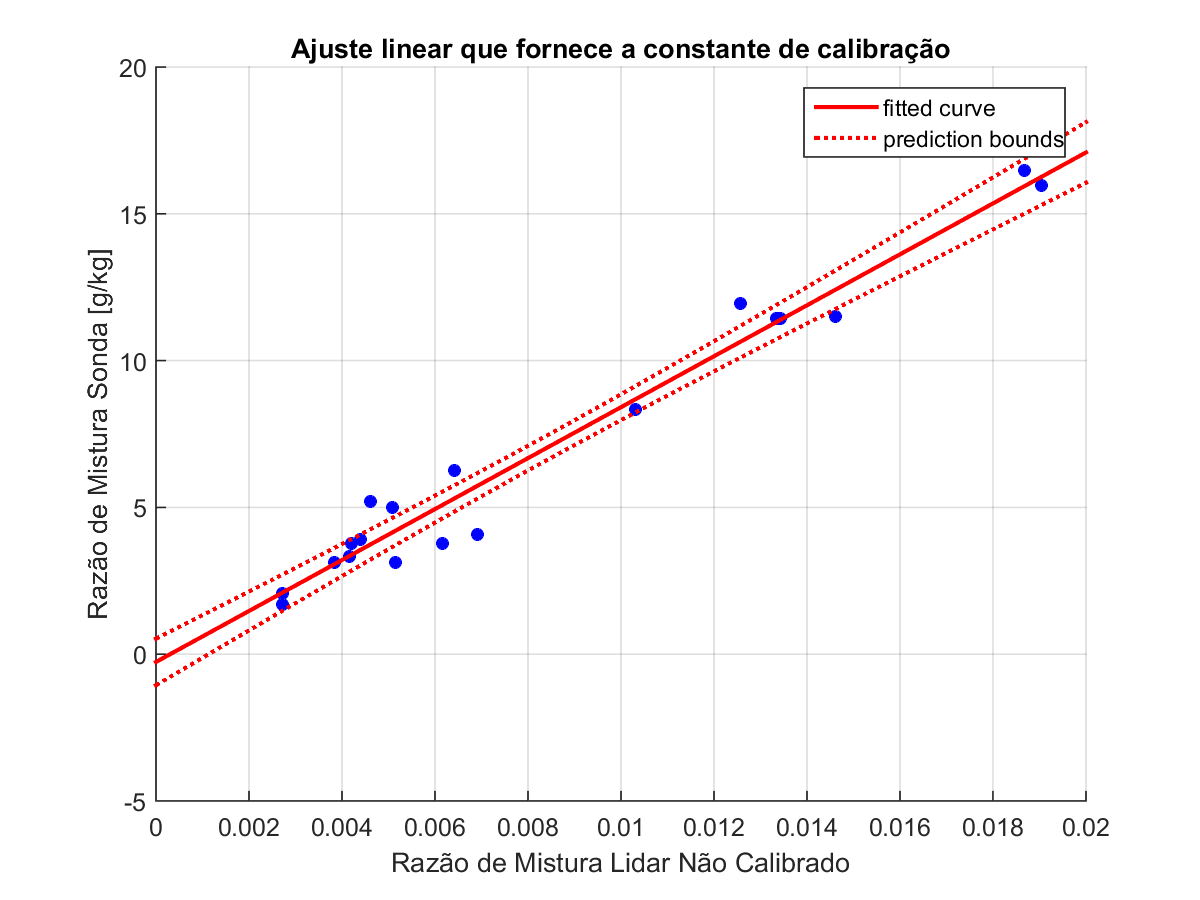 Ajuste linear que fornece a constante de calibração
fitted curve
prediction bounds
Razão de Mistura Sonda [g/kg]
20
15
10
5
0
-5
0 0.002 0.004 0.006 0.008 0.01 0.012 0.014 0.016 0.018 0.02
Razão de Mistura Lidar Não Calibrado